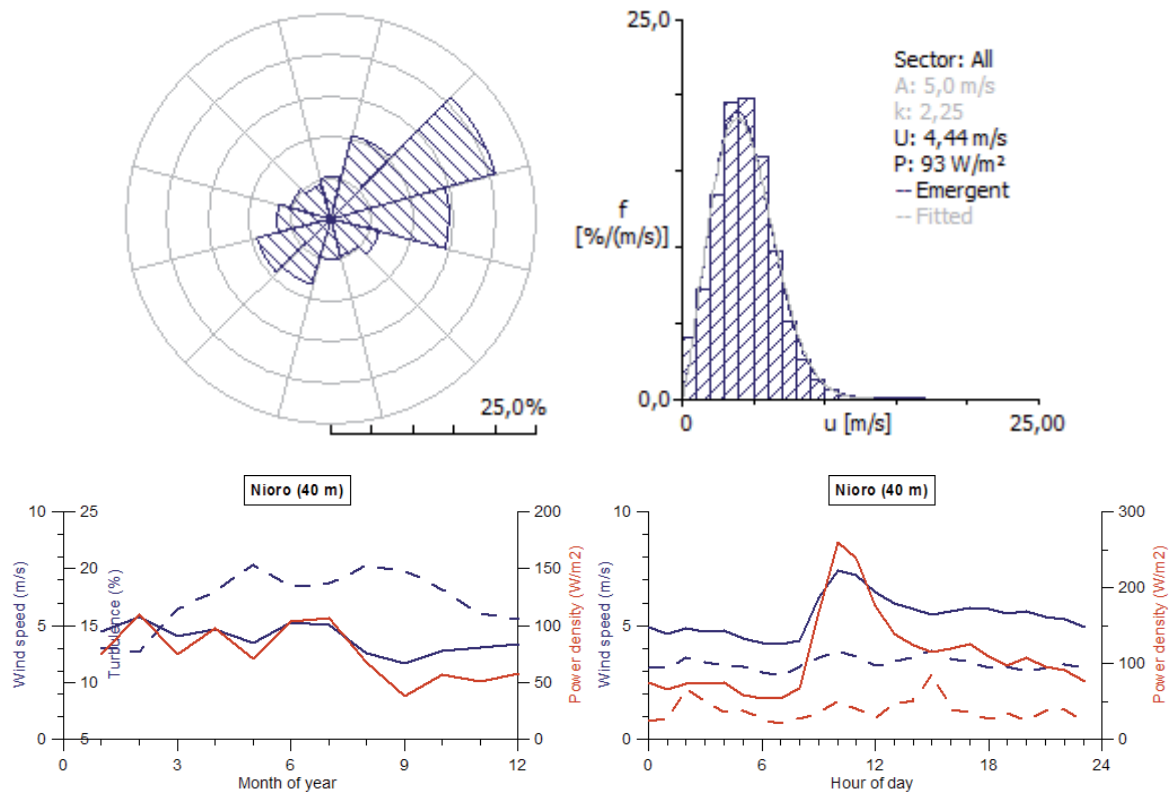 25,0%
25,0
f
[%/(m/s)]
0,0
0
u [m/s]
25,00
Sector: All
A: 5,0 m/s
k: 2,25
U: 4,44 m/s
P: 93 W/m²
-- Emergent
-- Fitted
Nioro (40 m)
10
5
0
Wind speed (m/s)
25
20
15
10
5
Turbulence (%)
200
150
100
50
0
Power density (W/m2)
0
3
6
9
12
Month of year
Nioro (40 m)
10
5
0
Wind speed (m/s)
300
200
100
0
Power density (W/m2)
0
6
12
18
24
Hour of day